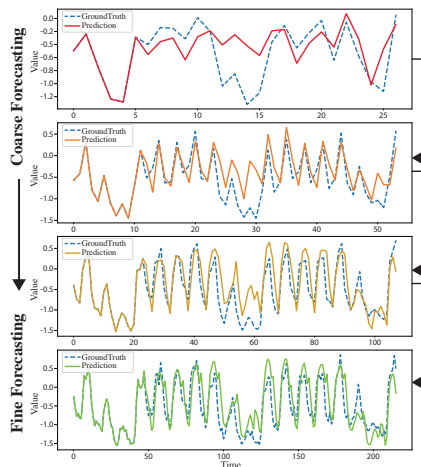 Coarse Forecasting
Fine Forecasting
GroundTruth
Prediction
Value
0.0
-0.2
-0.4
-0.6
-0.8
-1.0
-1.2
0 5 10 15 20 25
GroundTruth
Prediction
Value
0.5
0.0
-0.5
-1.0
-1.5
0 10 20 30 40 50
GroundTruth
Prediction
Value
0.5
0.0
-0.5
-1.0
-1.5
0 20 40 60 80 100
GroundTruth
Prediction
Value
1.0
0.5
0.0
-0.5
-1.0
-1.5
0 50 100 150 200
Time